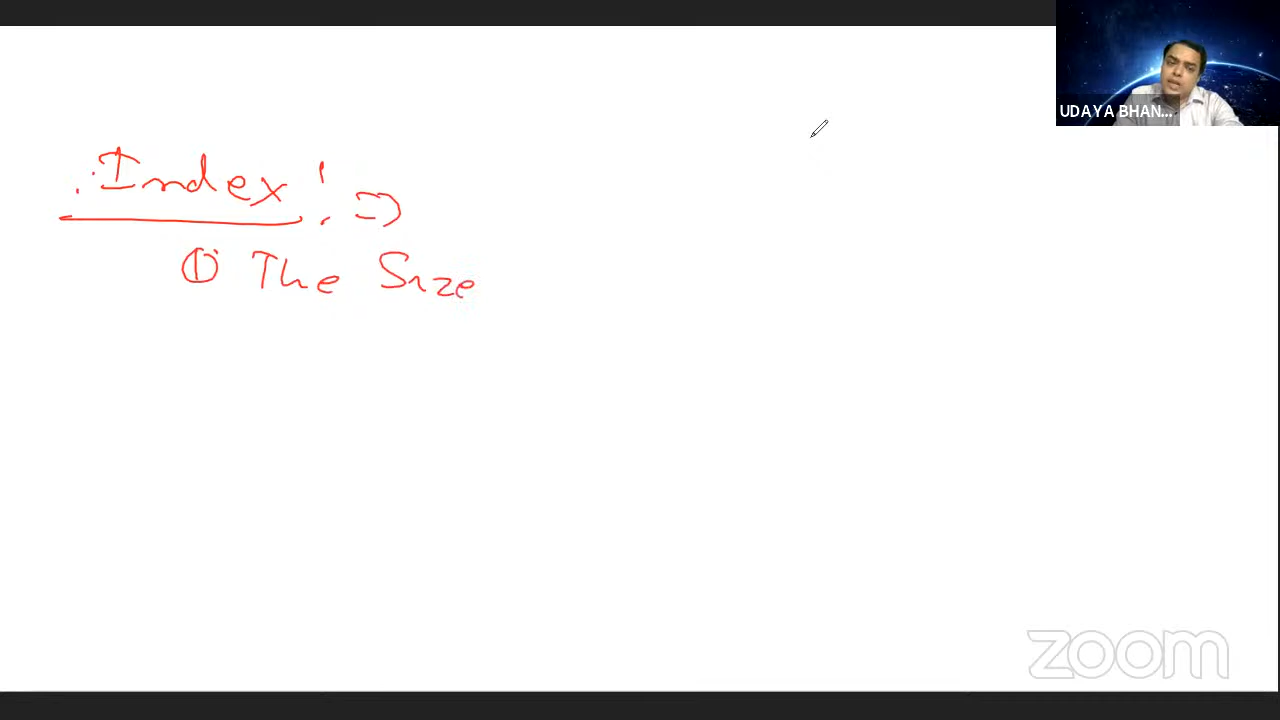 UDAYA BHAN...
Index : =>
① The Size
zoom